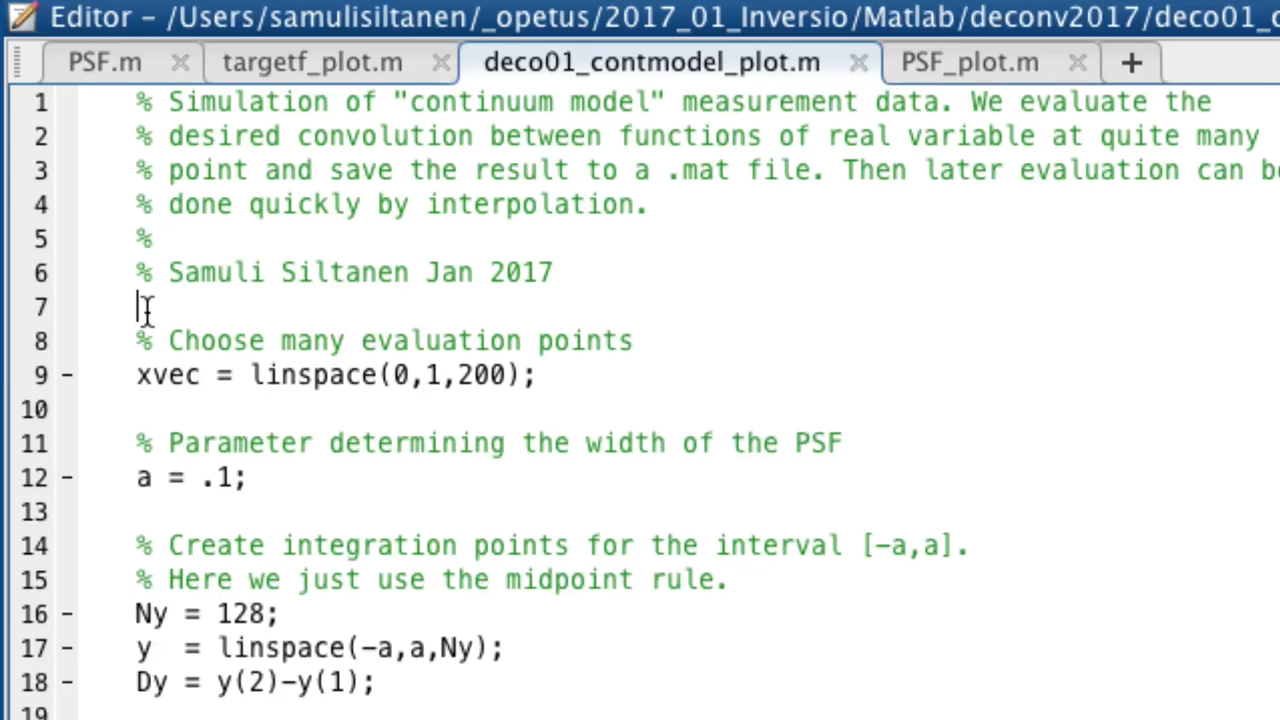 Editor – /Users/samulisiltanen/_opetus/2017_01_Inversio/Matlab/deconv2017/deco01_c
PSF.m × targetf_plot.m × deco01_contmodel_plot.m × PSF_plot.m × +
1 % Simulation of "continuum model" measurement data. We evaluate the
2 % desired convolution between functions of real variable at quite many
3 % point and save the result to a .mat file. Then later evaluation can be
4 % done quickly by interpolation.
5 %
6 % Samuli Siltanen Jan 2017
7
8 % Choose many evaluation points
9 – xvec = linspace(0,1,200);
10
11 % Parameter determining the width of the PSF
12 – a = .1;
13
14 % Create integration points for the interval [-a,a].
15 % Here we just use the midpoint rule.
16 – Ny = 128;
17 – y  = linspace(-a,a,Ny);
18 – Dy = y(2)-y(1);
19